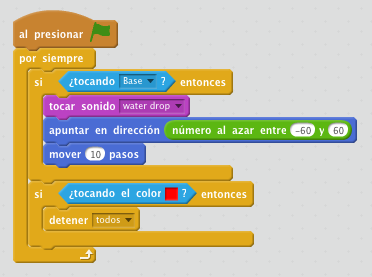 al presionar
por siempre
si ¿tocando Base ? entonces
tocar sonido water drop
apuntar en dirección número al azar entre -60 y 60
mover 10 pasos
si ¿tocando el color ? entonces
detener todos